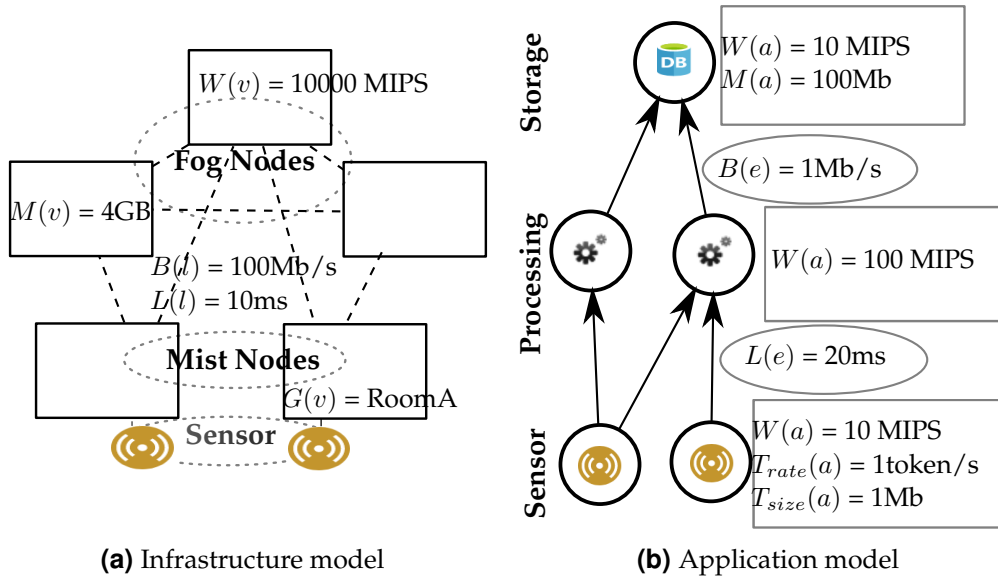 W(v) = 10000 MIPS
Fog Nodes
M(v) = 4GB
B(l) = 100Mb/s
L(l) = 10ms
Mist Nodes
G(v) = RoomA
Sensor
(a) Infrastructure model
Storage
DB
W(a) = 10 MIPS
M(a) = 100Mb
B(e) = 1Mb/s
Processing
W(a) = 100 MIPS
L(e) = 20ms
Sensor
W(a) = 10 MIPS
T_rate(a) = 1token/s
T_size(a) = 1Mb
(b) Application model